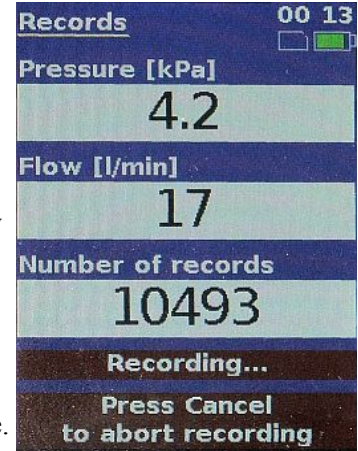 Records 00 13
Pressure [kPa]
4.2
Flow [l/min]
17
Number of records
10493
Recording...
Press Cancel
to abort recording